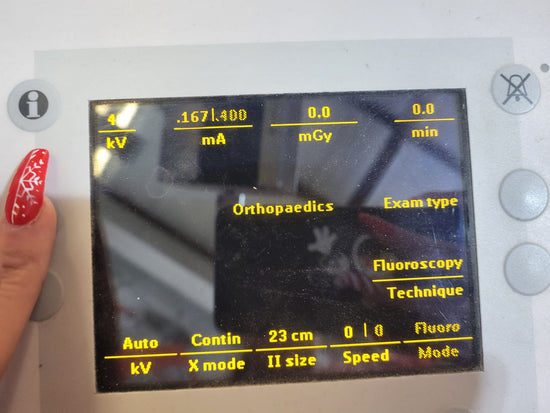 .167 .400 0.0 0.0
kV mA mGy min
Orthopaedics Exam type
Fluoroscopy
Technique
Auto Contin 23 cm 0 | 0 Fluoro
kV X mode II size Speed Mode